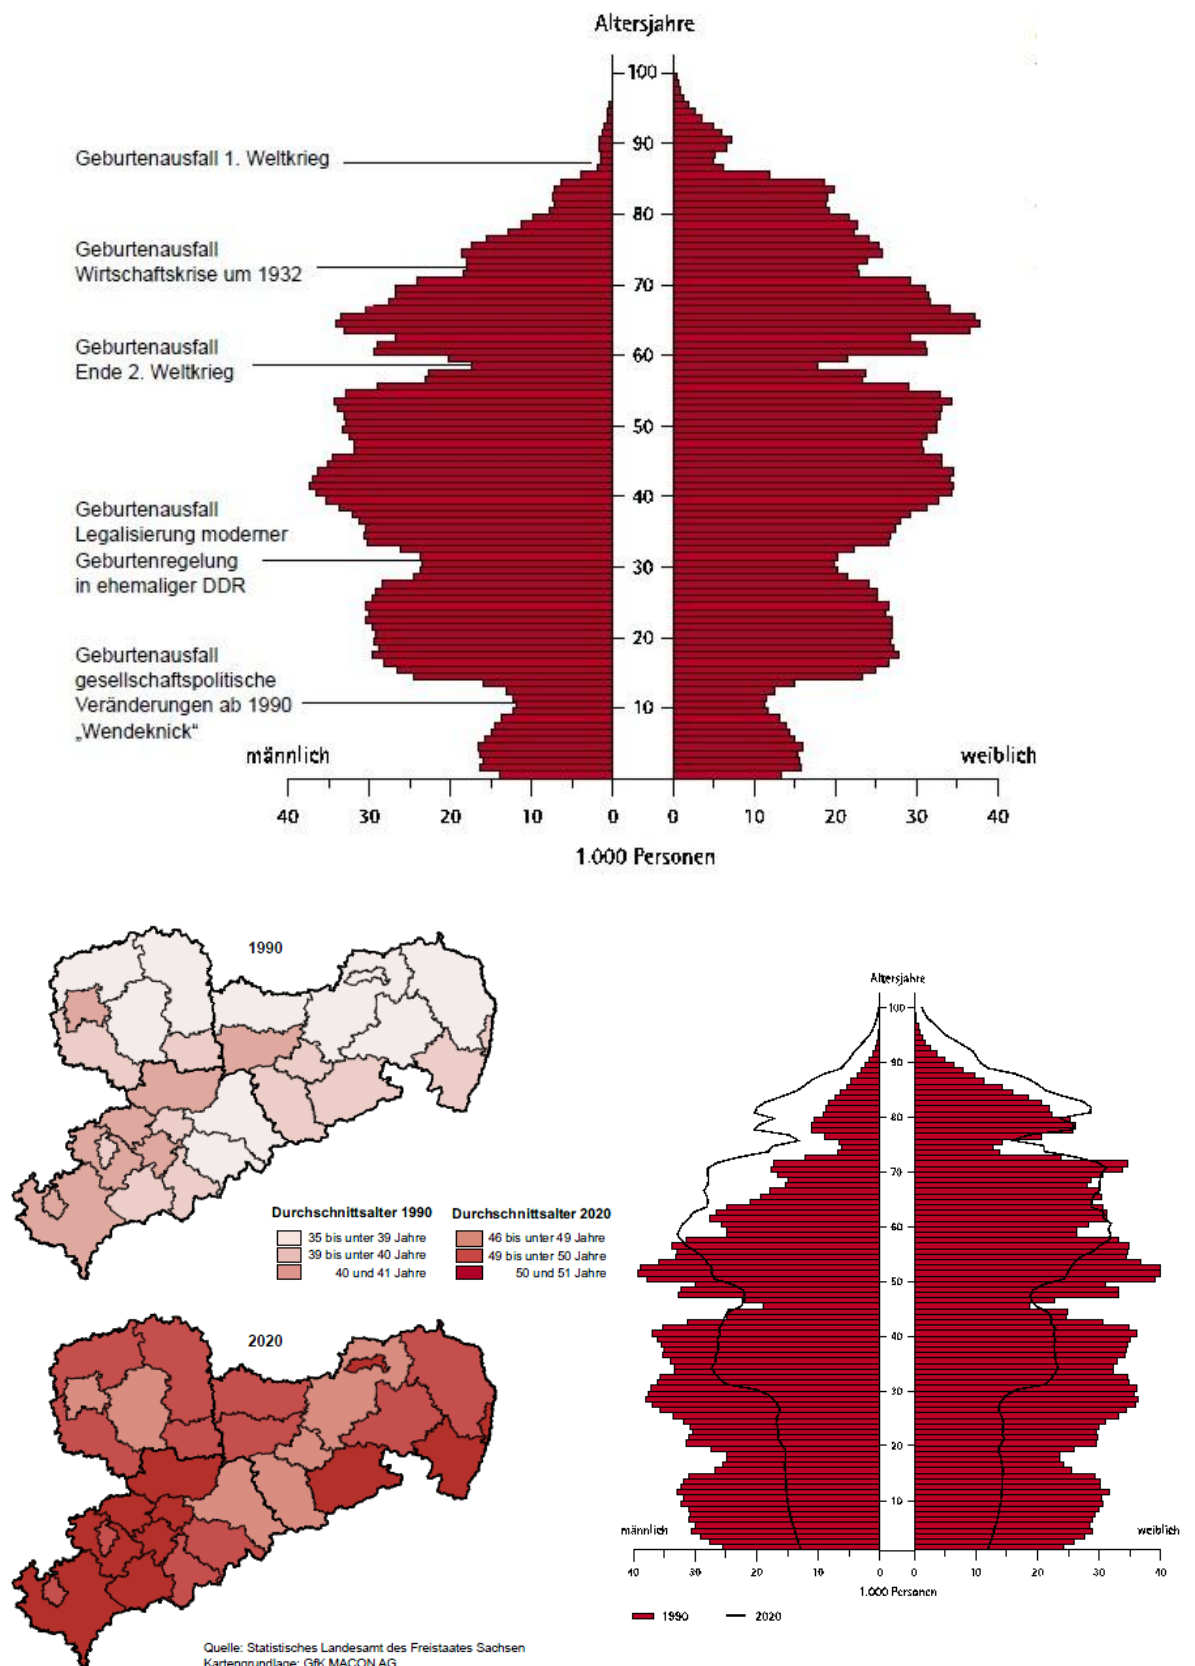 Altersjahre
100
Geburtenausfall 1. Weltkrieg
90
80
Geburtenausfall
Wirtschaftskrise um 1932
70
Geburtenausfall
Ende 2. Weltkrieg
60
50
40
Geburtenausfall
Legalisierung moderner
Geburtenregelung
in ehemaliger DDR
30
20
Geburtenausfall
gesellschaftspolitische
Veränderungen ab 1990
„Wendeknick“
10
männlich
weiblich
40 30 20 10 0 0 10 20 30 40
1.000 Personen
1990
Durchschnittsalter 1990
35 bis unter 39 Jahre
39 bis unter 40 Jahre
40 und 41 Jahre
Durchschnittsalter 2020
46 bis unter 49 Jahre
49 bis unter 50 Jahre
50 und 51 Jahre
2020
Quelle: Statistisches Landesamt des Freistaates Sachsen
Kartengrundlage: GfK MACON AG
Altersjahre
100
90
80
70
60
50
40
30
20
10
männlich
weiblich
40 30 20 10 0 0 10 20 30 40
1.000 Personen
1990 2020